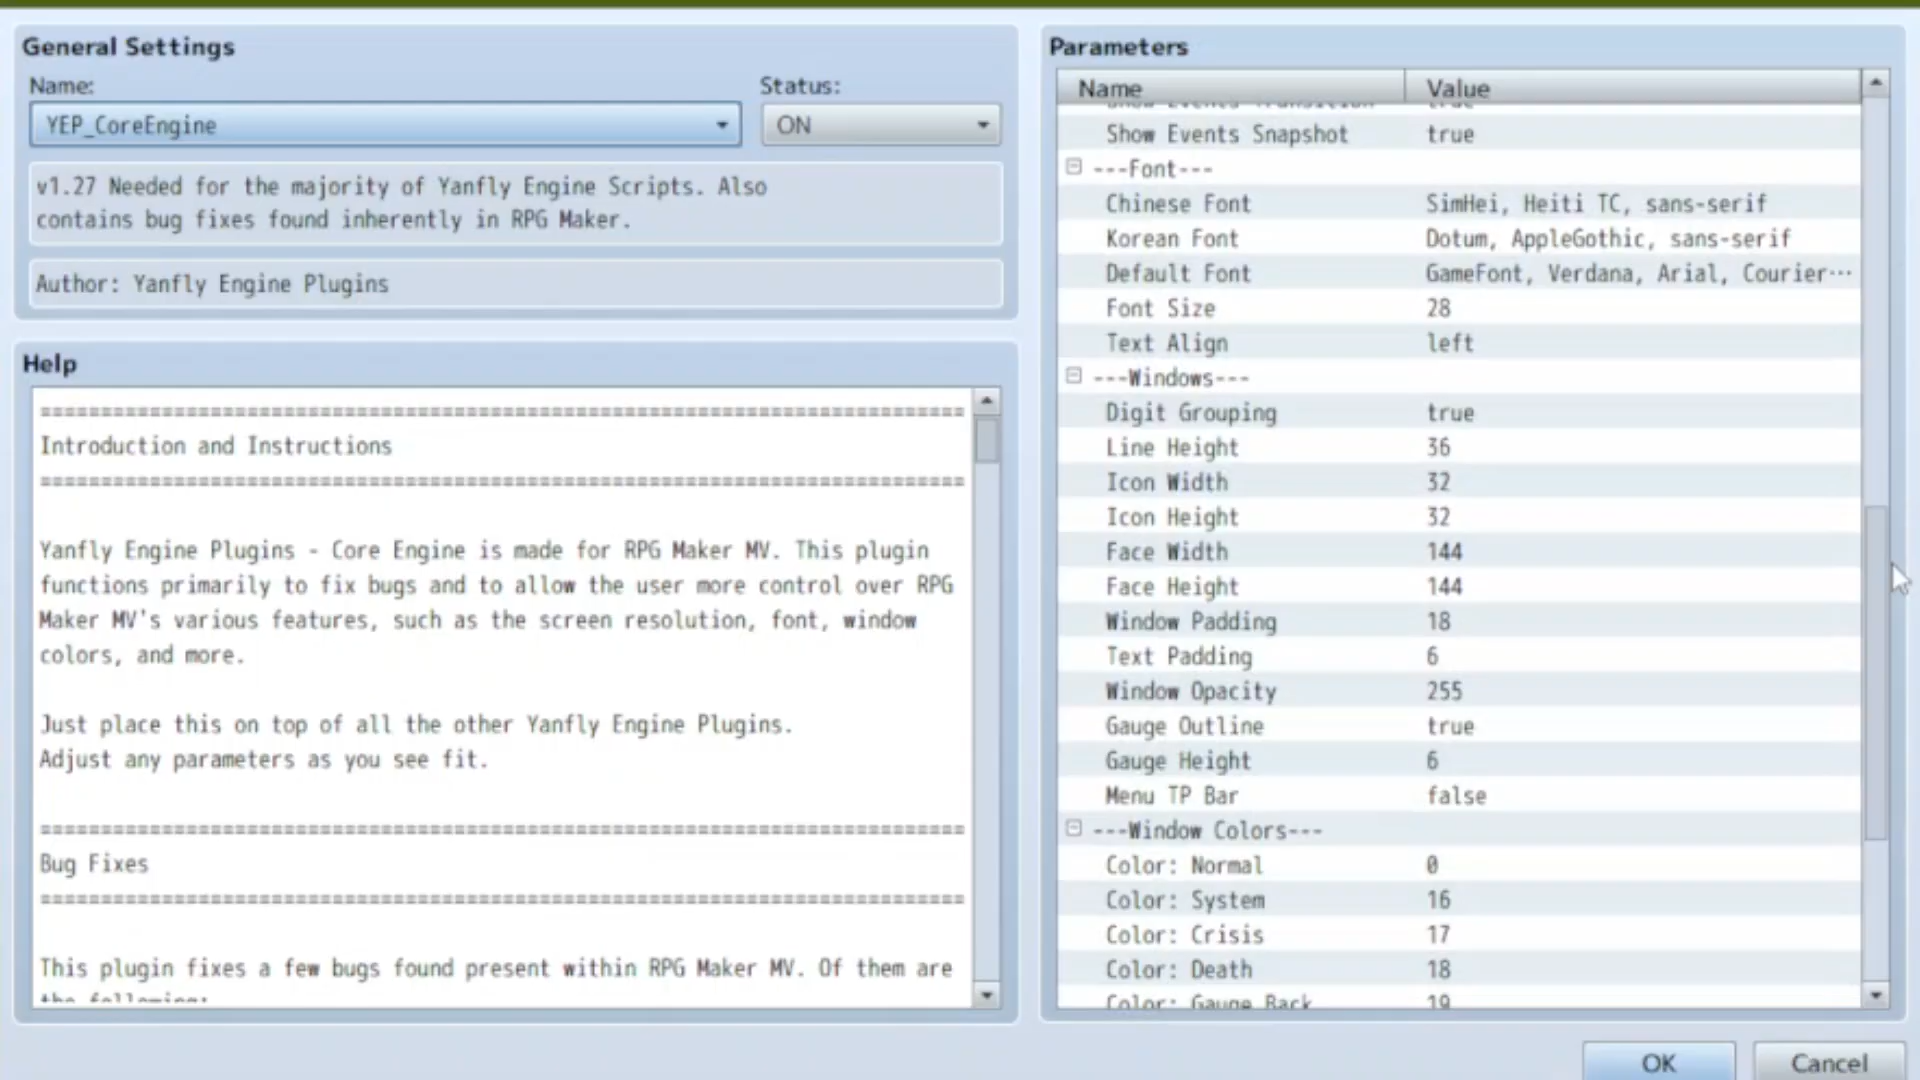 General Settings
Name:
Status:
YEP_CoreEngine
ON
v1.27 Needed for the majority of Yanfly Engine Scripts. Also
contains bug fixes found inherently in RPG Maker.
Author: Yanfly Engine Plugins
Help
==============================================================================
Introduction and Instructions
==============================================================================
Yanfly Engine Plugins - Core Engine is made for RPG Maker MV. This plugin
functions primarily to fix bugs and to allow the user more control over RPG
Maker MV's various features, such as the screen resolution, font, window
colors, and more.
Just place this on top of all the other Yanfly Engine Plugins.
Adjust any parameters as you see fit.
==============================================================================
Bug Fixes
==============================================================================
This plugin fixes a few bugs found present within RPG Maker MV. Of them are
the following:
Parameters
Name Value
Show Events Transition true
Show Events Snapshot true
---Font---
Chinese Font SimHei, Heiti TC, sans-serif
Korean Font Dotum, AppleGothic, sans-serif
Default Font GameFont, Verdana, Arial, Courier…
Font Size 28
Text Align left
---Windows---
Digit Grouping true
Line Height 36
Icon Width 32
Icon Height 32
Face Width 144
Face Height 144
Window Padding 18
Text Padding 6
Window Opacity 255
Gauge Outline true
Gauge Height 6
Menu TP Bar false
---Window Colors---
Color: Normal 0
Color: System 16
Color: Crisis 17
Color: Death 18
Color: Gauge Back 19
OK
Cancel